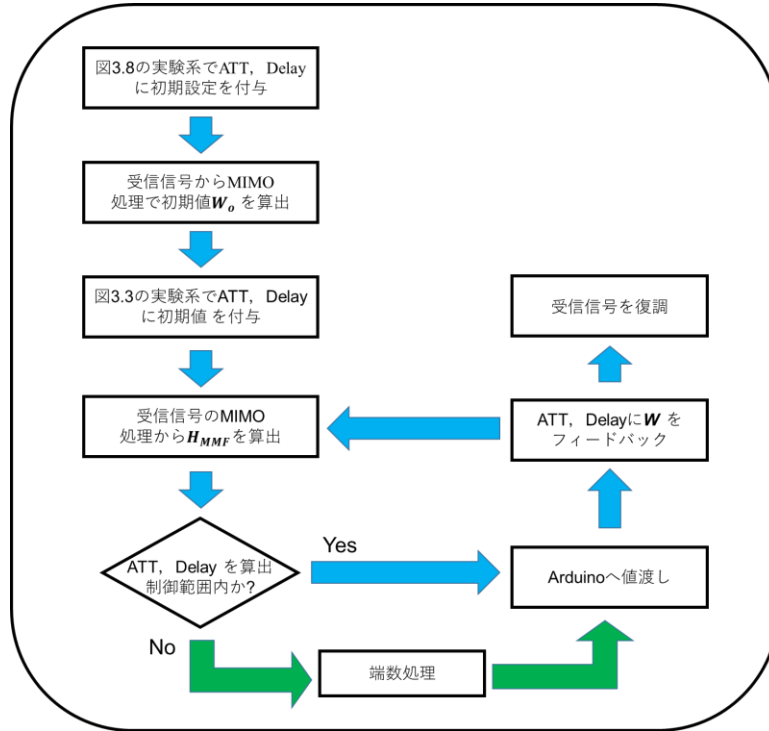 図3.8の実験系でATT，Delay
に初期設定を付与
受信信号からMIMO
処理で初期値W_o を算出
図3.3の実験系でATT，Delay
に初期値 を付与
受信信号のMIMO
処理からH_MMFを算出
ATT，Delay を算出
制御範囲内か?
Yes
No
端数処理
Arduinoへ値渡し
ATT，DelayにW を
フィードバック
受信信号を復調